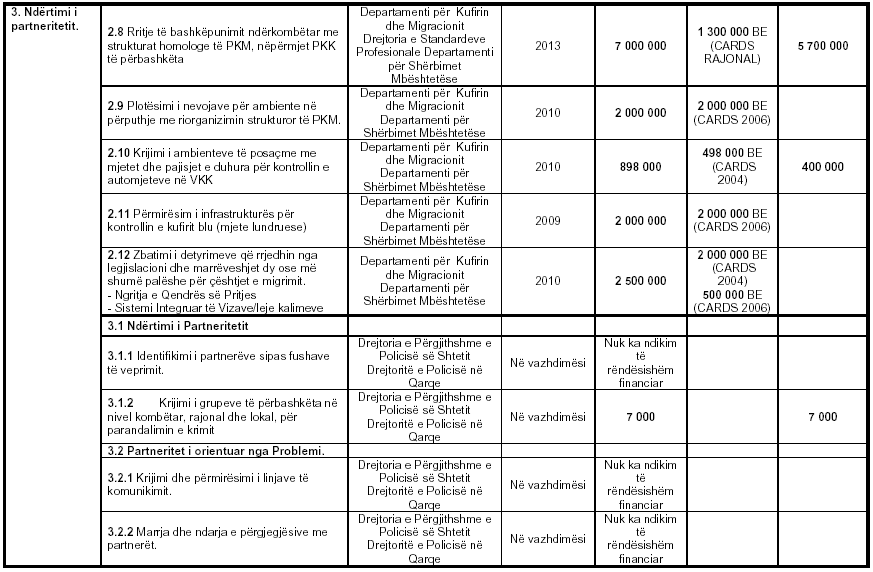 3. Ndërtimi i
partneritetit.
2.8 Rritje të bashkëpunimit ndërkombëtar me
strukturat homologe të PKM, nëpërmjet PKK
të përbashkëta
Departamenti për Kufirin
dhe Migracionit
Drejtoria e Standardeve
Profesionale Departamenti
për Shërbimet
Mbështetëse
2013
7 000 000
1 300 000 BE
(CARDS
RAJONAL)
5 700 000
2.9 Plotësimi i nevojave për ambiente në
përputhje me riorganizimin strukturor të PKM.
Departamenti për Kufirin
dhe Migracionit
Departamenti për
Shërbimet Mbështetëse
2010
2 000 000
2 000 000 BE
(CARDS 2006)
2.10 Krijimi i ambienteve të posaçme me
mjetet dhe pajisjet e duhura për kontrollin e
automjeteve në VKK
Departamenti për Kufirin
dhe Migracionit
Departamenti për
Shërbimet Mbështetëse
2010
898 000
498 000 BE
(CARDS
2004)
400 000
2.11 Përmirësim i infrastrukturës për
kontrollin e kufirit blu (mjete lundruese)
Departamenti për Kufirin
dhe Migracionit
Departamenti për
Shërbimet Mbështetëse
2009
2 000 000
2 000 000 BE
(CARDS 2006)
2.12 Zbatimi i detyrimeve që rrjedhin nga
legjislacioni dhe marrëveshjet dy ose më
shumë palëshe për çështjet e migrimit.
- Ngritja e Qendrës së Pritjes
- Sistemi Integruar të Vizave/leje kalimeve
Departamenti për Kufirin
dhe Migracionit
Departamenti për
Shërbimet Mbështetëse
2010
2 500 000
2 000 000 BE
(CARDS
2004)
500 000 BE
(CARDS 2006)
3.1 Ndërtimi i Partneritetit
3.1.1 Identifikimi i partnerëve sipas fushave
të veprimit.
Drejtoria e Përgjithshme e
Policisë së Shtetit
Drejtoritë e Policisë në
Qarqe
Në vazhdimësi
Nuk ka ndikim
të
rëndësishëm
financiar
3.1.2 Krijimi i grupeve të përbashkëta në
nivel kombëtar, rajonal dhe lokal, për
parandalimin e krimit
Drejtoria e Përgjithshme e
Policisë së Shtetit
Drejtoritë e Policisë në
Qarqe
Në vazhdimësi
7 000
7 000
3.2 Partneritet i orientuar nga Problemi.
3.2.1 Krijimi dhe përmirësimi i linjave të
komunikimit.
Drejtoria e Përgjithshme e
Policisë së Shtetit
Drejtoritë e Policisë në
Qarqe
Në vazhdimësi
Nuk ka ndikim
të
rëndësishëm
financiar
3.2.2 Marrja dhe ndarja e përgjegjësive me
partnerët.
Drejtoria e Përgjithshme e
Policisë së Shtetit
Drejtoritë e Policisë në
Qarqe
Në vazhdimësi
Nuk ka ndikim
të
rëndësishëm
financiar